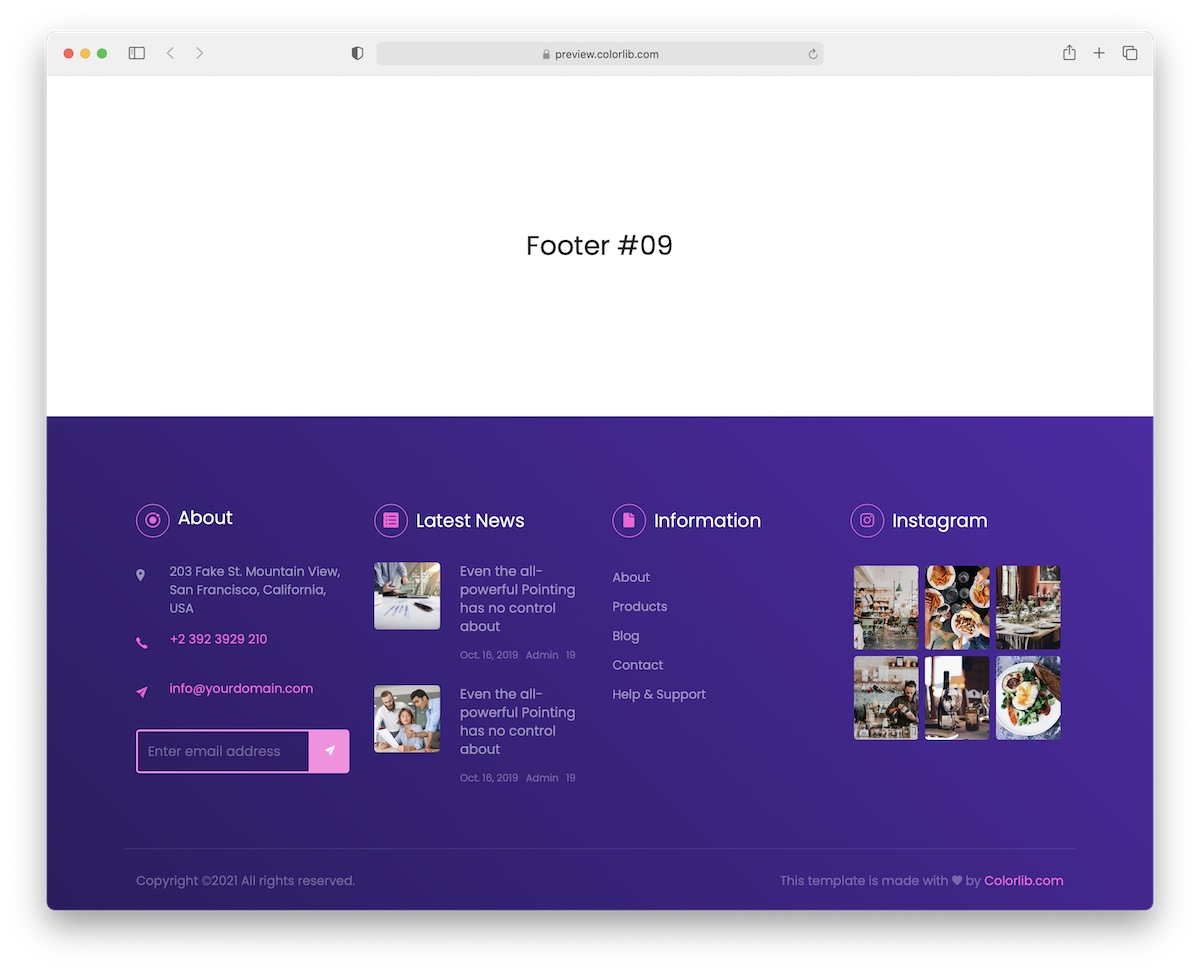 preview.colorlib.com
Footer #09
About
203 Fake St. Mountain View,
San Francisco, California,
USA
+2 392 3929 210
info@yourdomain.com
Enter email address
Latest News
Even the all-
powerful Pointing
has no control
about
Oct. 16, 2019 Admin 19
Even the all-
powerful Pointing
has no control
about
Oct. 16, 2019 Admin 19
Information
About
Products
Blog
Contact
Help & Support
Instagram
Copyright ©2021 All rights reserved.
This template is made with ♥ by Colorlib.com